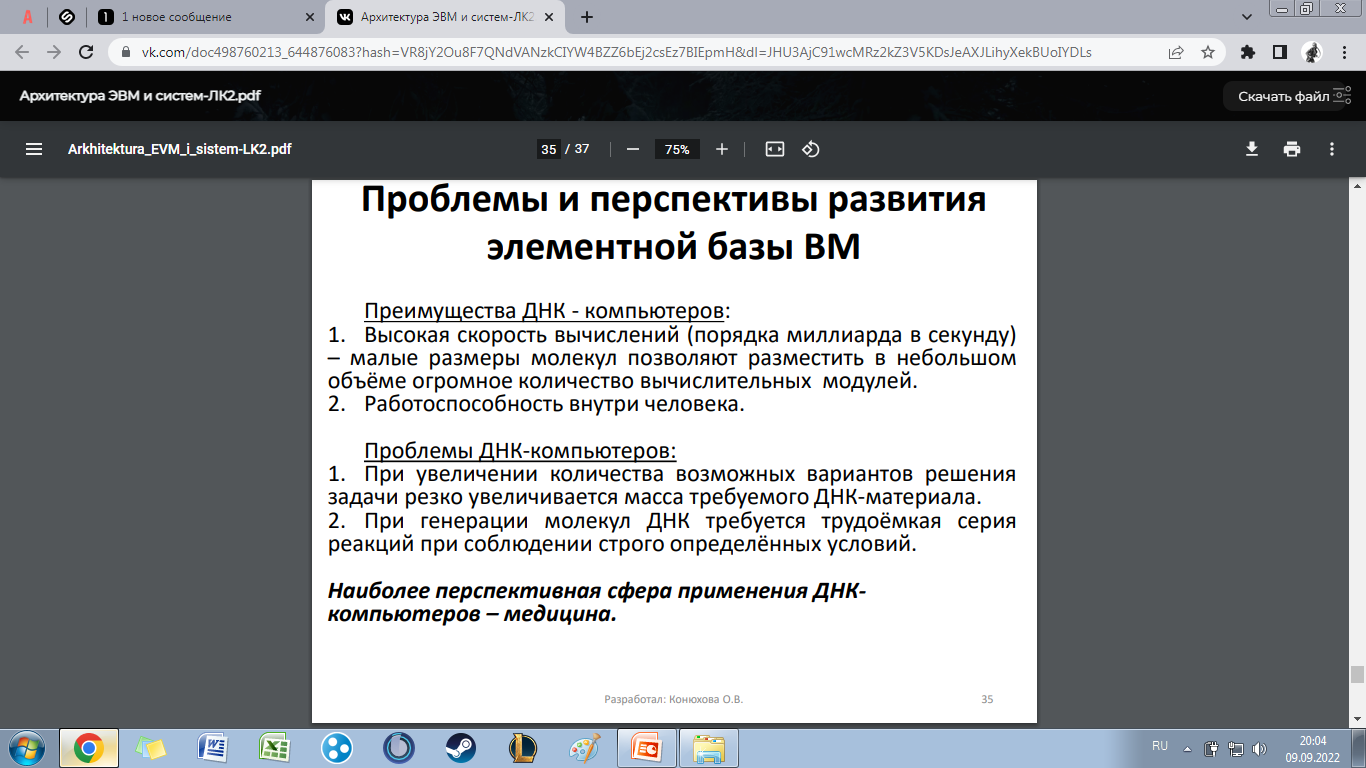 1 новое сообщение
Архитектура ЭВМ и систем-ЛК2
vk.com/doc498760213_644876083?hash=VR8jY2Ou8F7QNdVANzkCIYW4BZZ6bEj2csEz7BIEpmH&dl=JHU3AjC91wcMRz2kZ3V5KDsJeAXJLihyXekBUoIYDLs
Архитектура ЭВМ и систем-ЛК2.pdf
Скачать файл
Arkhitektura_EVM_i_sistem-LK2.pdf
35 / 37
75%
Проблемы и перспективы развития
элементной базы ВМ
Преимущества ДНК - компьютеров:
1. Высокая скорость вычислений (порядка миллиарда в секунду)
– малые размеры молекул позволяют разместить в небольшом
объёме огромное количество вычислительных модулей.
2. Работоспособность внутри человека.
Проблемы ДНК-компьютеров:
1. При увеличении количества возможных вариантов решения
задачи резко увеличивается масса требуемого ДНК-материала.
2. При генерации молекул ДНК требуется трудоёмкая серия
реакций при соблюдении строго определённых условий.
Наиболее перспективная сфера применения ДНК-
компьютеров – медицина.
Разработал: Конюхова О.В.
35
RU
20:04
09.09.2022